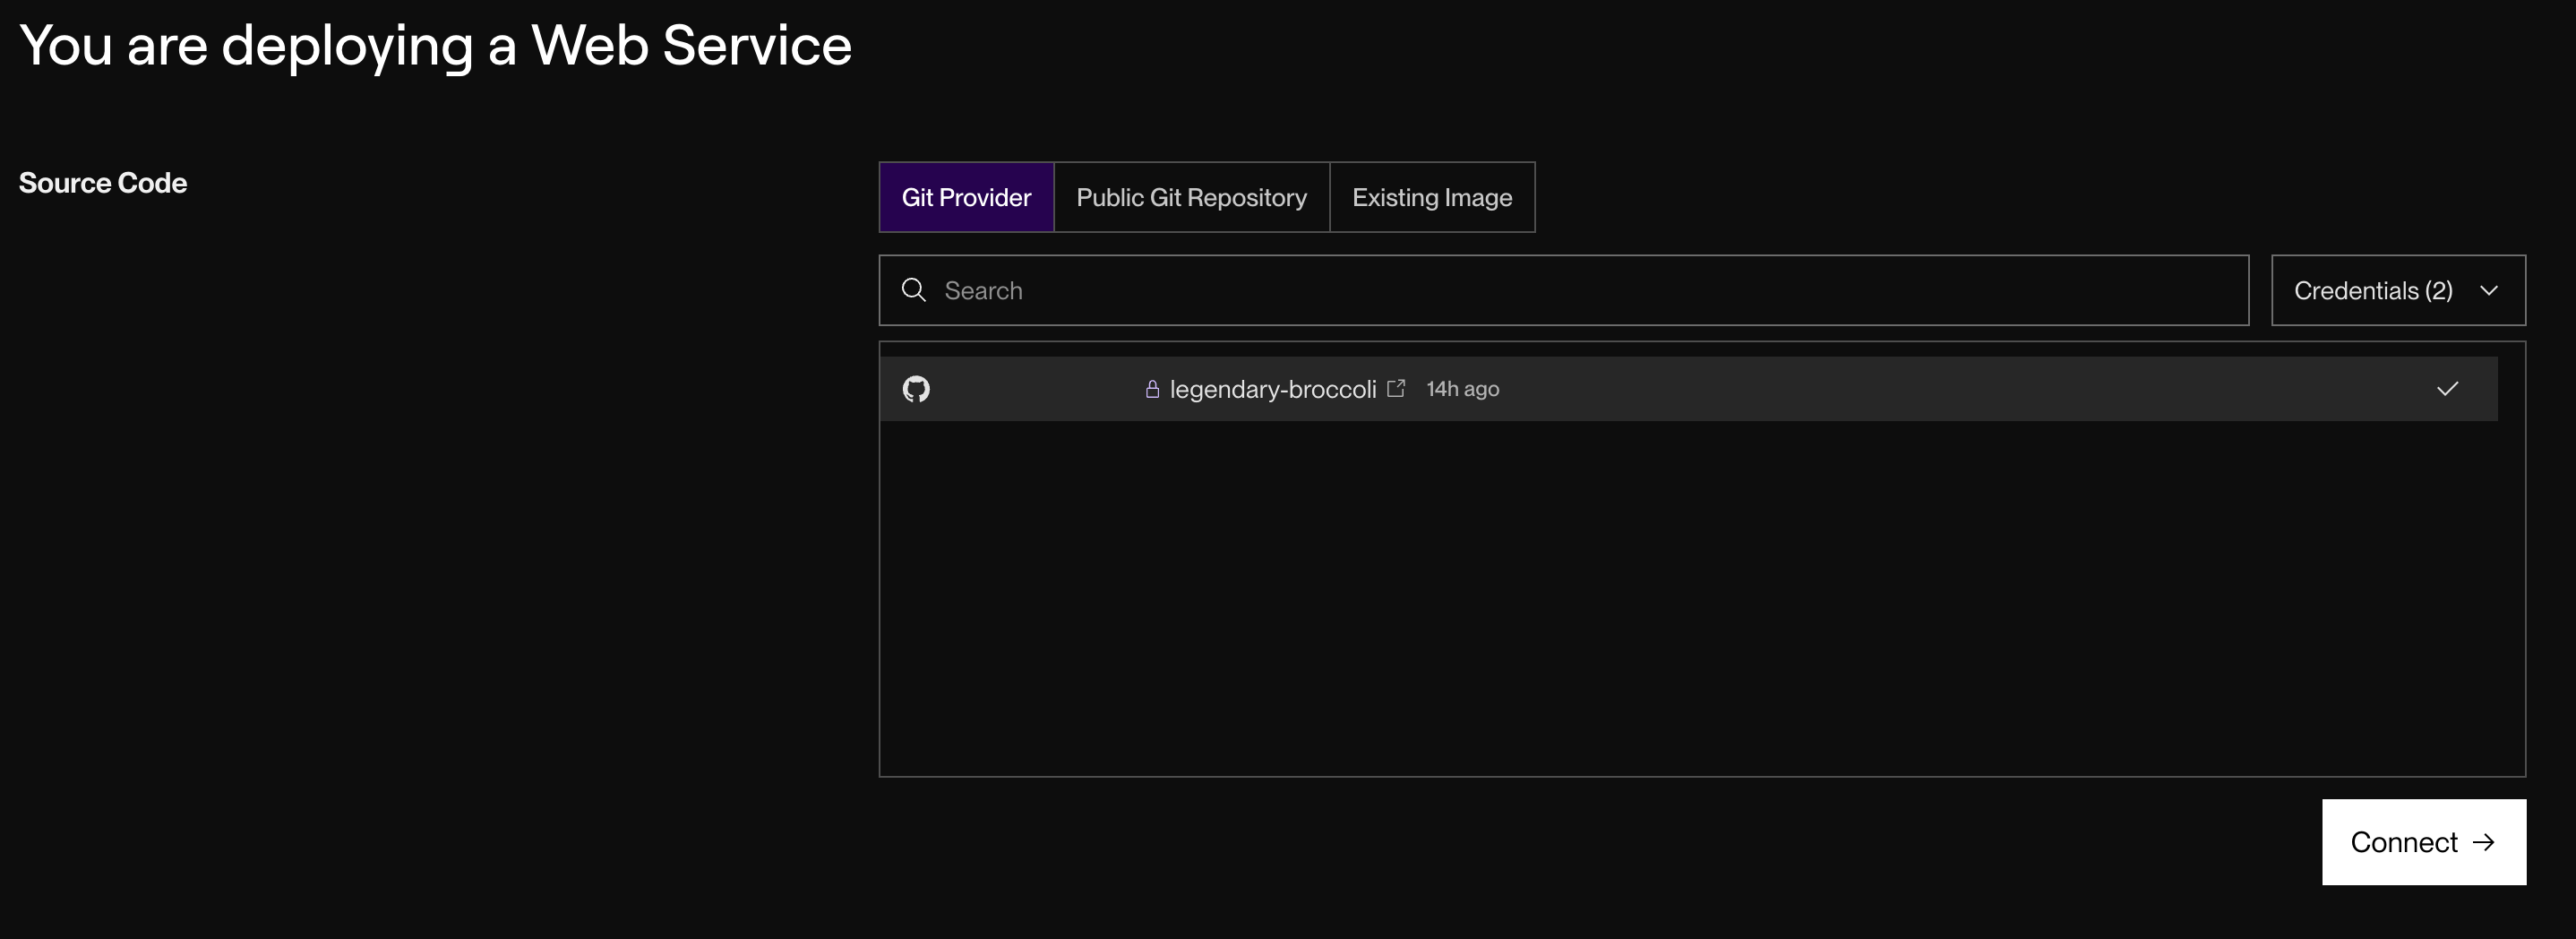 You are deploying a Web Service
Source Code
Git Provider Public Git Repository Existing Image
Search Credentials (2)
legendary-broccoli 14h ago
Connect